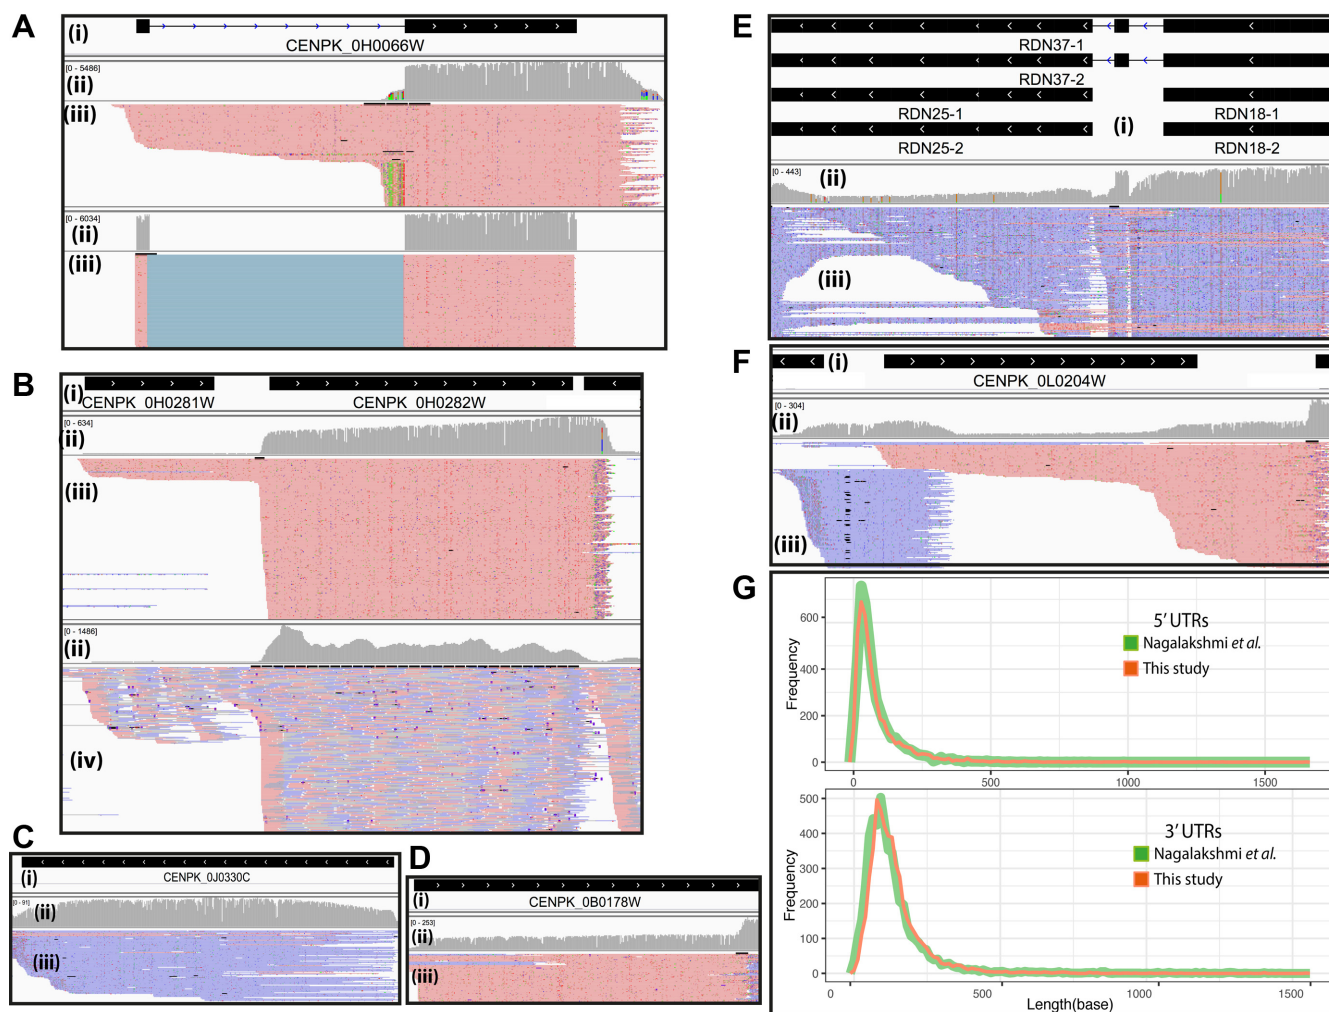 A
(i)
CENPK_0H0066W
[0 - 5486]
(ii)
(iii)
[0 - 6034]
(ii)
(iii)
B
(i)
CENPK_0H0281W
CENPK_0H0282W
[0 - 634]
(ii)
(iii)
[0 - 1486]
(ii)
(iv)
C
(i)
CENPK_0J0330C
[0 - 91]
(ii)
(iii)
D
(i)
CENPK_0B0178W
[0 - 253]
(ii)
(iii)
E
RDN37-1
RDN37-2
RDN25-1
(i)
RDN18-1
RDN25-2
RDN18-2
[0 - 443]
(ii)
(iii)
F
(i)
CENPK_0L0204W
[0 - 304]
(ii)
(iii)
G
5' UTRs
Nagalakshmi et al.
This study
Frequency
600
400
200
0
0 500 1000 1500
3' UTRs
Nagalakshmi et al.
This study
Frequency
500
400
300
200
100
0
0 500 1000 1500
Length(base)